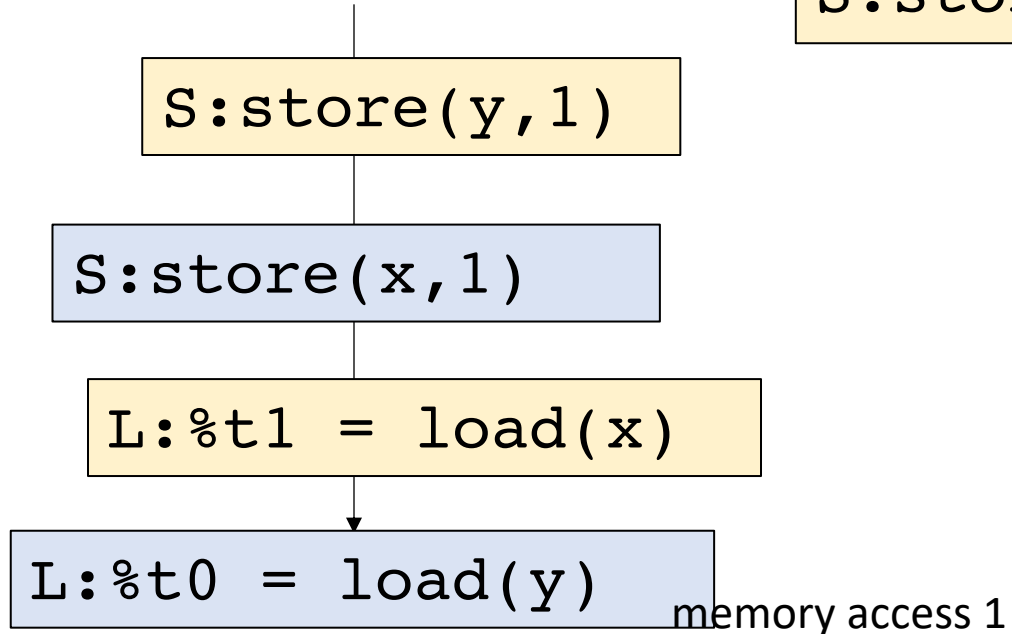 S:store(y,1)
S:store(x,1)
L:%t1 = load(x)
L:%t0 = load(y)
memory access 1